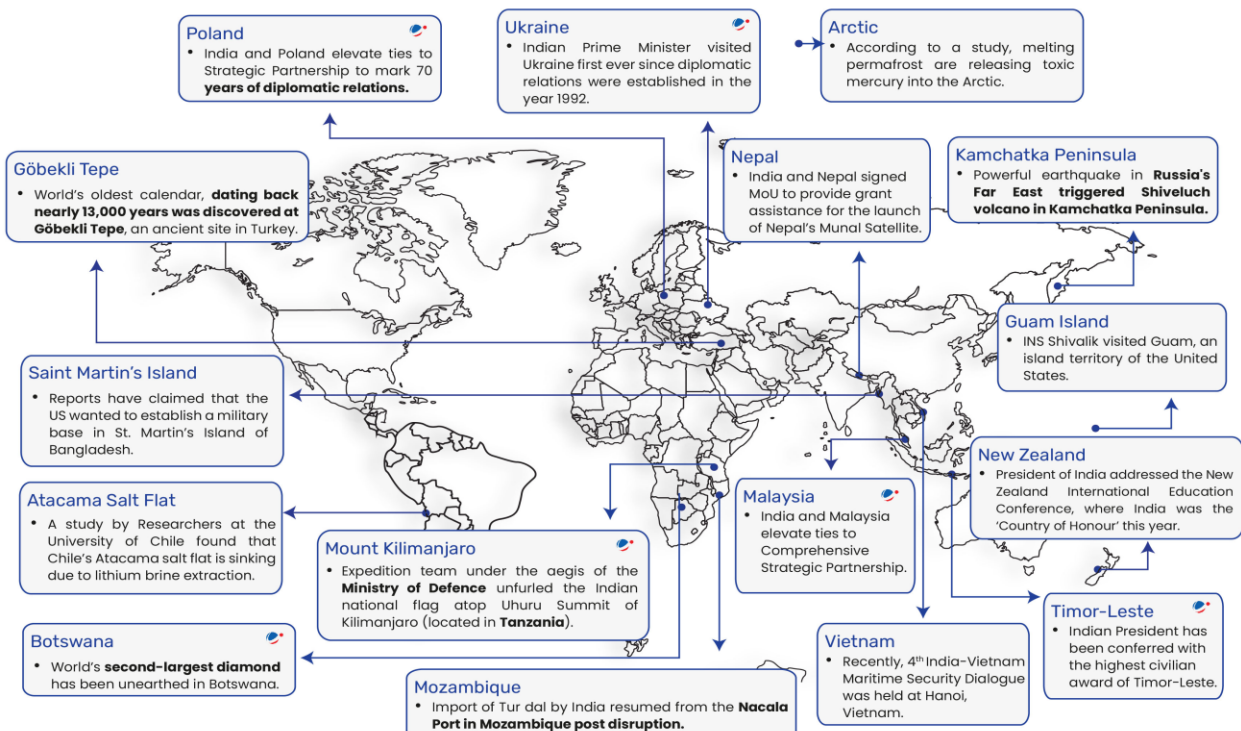 Poland
• India and Poland elevate ties to
Strategic Partnership to mark 70
years of diplomatic relations.
Ukraine
• Indian Prime Minister visited
Ukraine first ever since diplomatic
relations were established in the
year 1992.
Arctic
• According to a study, melting
permafrost are releasing toxic
mercury into the Arctic.
Göbekli Tepe
• World's oldest calendar, dating back
nearly 13,000 years was discovered at
Göbekli Tepe, an ancient site in Turkey.
Nepal
• India and Nepal signed
MoU to provide grant
assistance for the launch
of Nepal's Munal Satellite.
Kamchatka Peninsula
• Powerful earthquake in Russia's
Far East triggered Shiveluch
volcano in Kamchatka Peninsula.
Guam Island
• INS Shivalik visited Guam, an
island territory of the United
States.
Saint Martin's Island
• Reports have claimed that the
US wanted to establish a military
base in St. Martin's Island of
Bangladesh.
New Zealand
• President of India addressed the New
Zealand International Education
Conference, where India was the
'Country of Honour' this year.
Atacama Salt Flat
• A study by Researchers at the
University of Chile found that
Chile's Atacama salt flat is sinking
due to lithium brine extraction.
Mount Kilimanjaro
• Expedition team under the aegis of the
Ministry of Defence unfurled the Indian
national flag atop Uhuru Summit of
Kilimanjaro (located in Tanzania).
Malaysia
• India and Malaysia
elevate ties to
Comprehensive
Strategic Partnership.
Timor-Leste
• Indian President has
been conferred with
the highest civilian
award of Timor-Leste.
Botswana
• World's second-largest diamond
has been unearthed in Botswana.
Vietnam
• Recently, 4th India-Vietnam
Maritime Security Dialogue
was held at Hanoi,
Vietnam.
Mozambique
• Import of Tur dal by India resumed from the Nacala
Port in Mozambique post disruption.